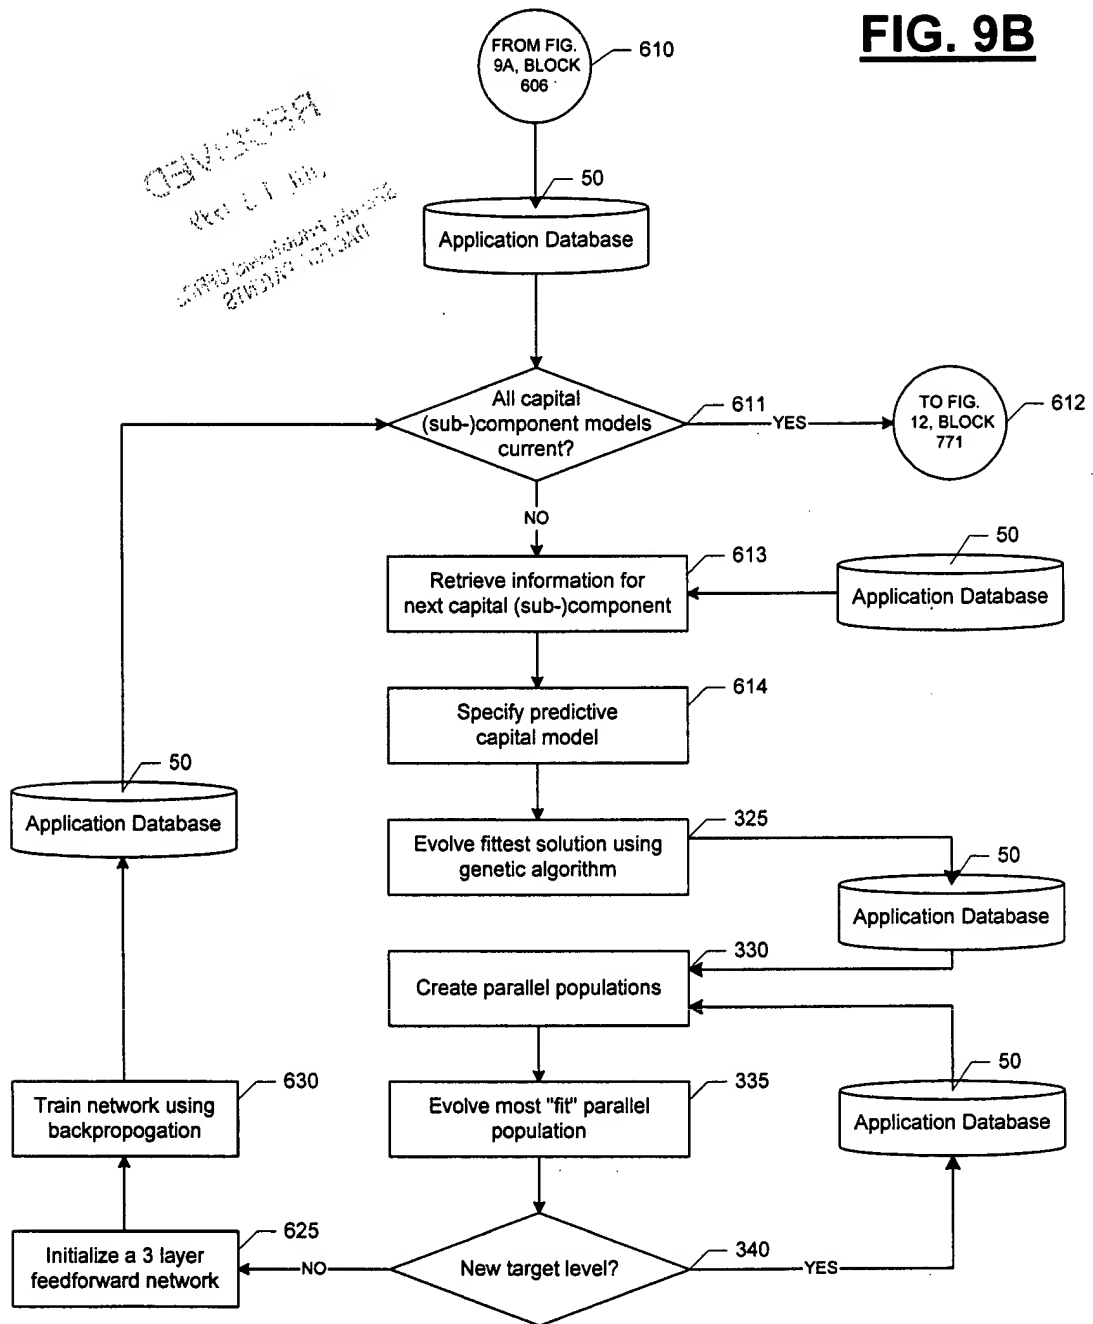 FIG. 9B
FROM FIG.
9A, BLOCK
606
610
50
Application Database
All capital
(sub-)component models
current?
611
YES
TO FIG.
12, BLOCK
771
612
NO
613
Retrieve information for
next capital (sub-)component
50
Application Database
614
Specify predictive
capital model
50
Application Database
325
Evolve fittest solution using
genetic algorithm
50
Application Database
330
Create parallel populations
630
Train network using
backpropogation
335
Evolve most "fit" parallel
population
50
Application Database
625
Initialize a 3 layer
feedforward network
NO
New target level?
340
YES
RECEIVED